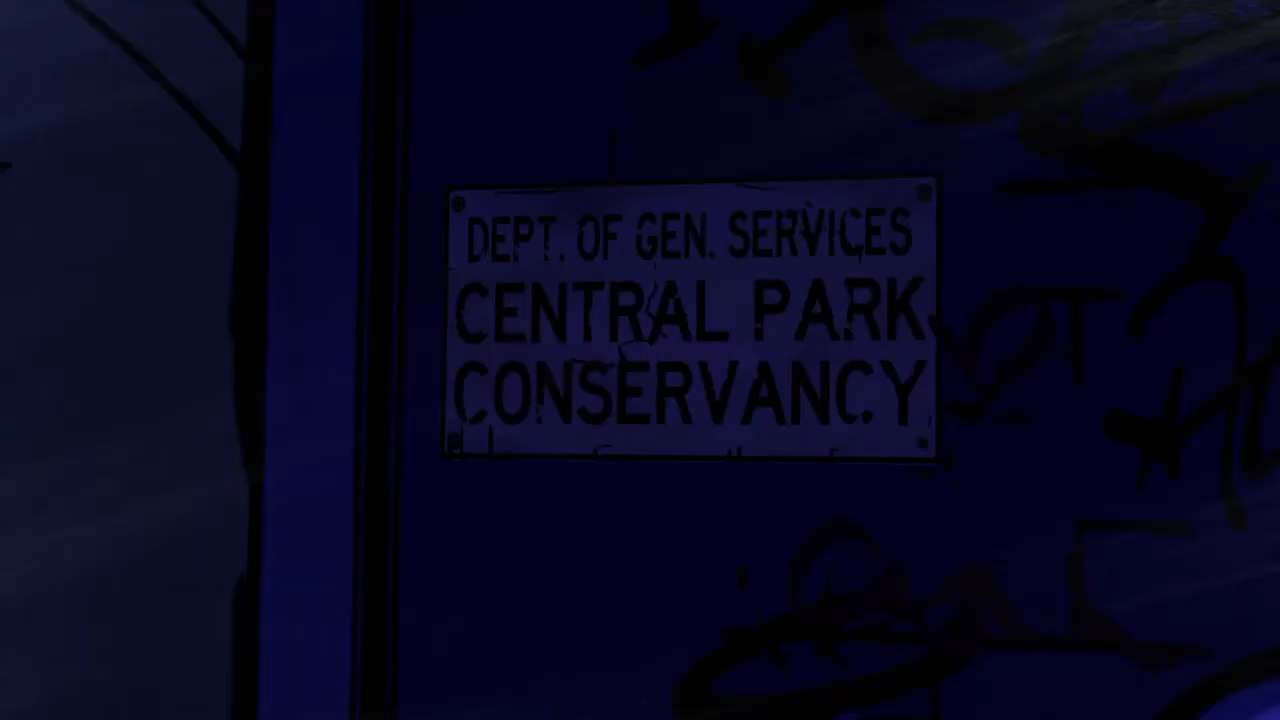 DEPT. OF GEN. SERVICES
CENTRAL PARK
CONSERVANCY